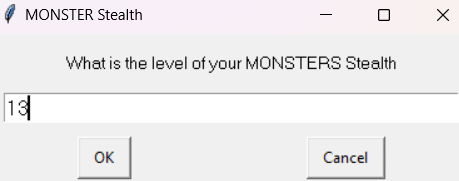 MONSTER Stealth
What is the level of your MONSTERS Stealth
13
OK
Cancel